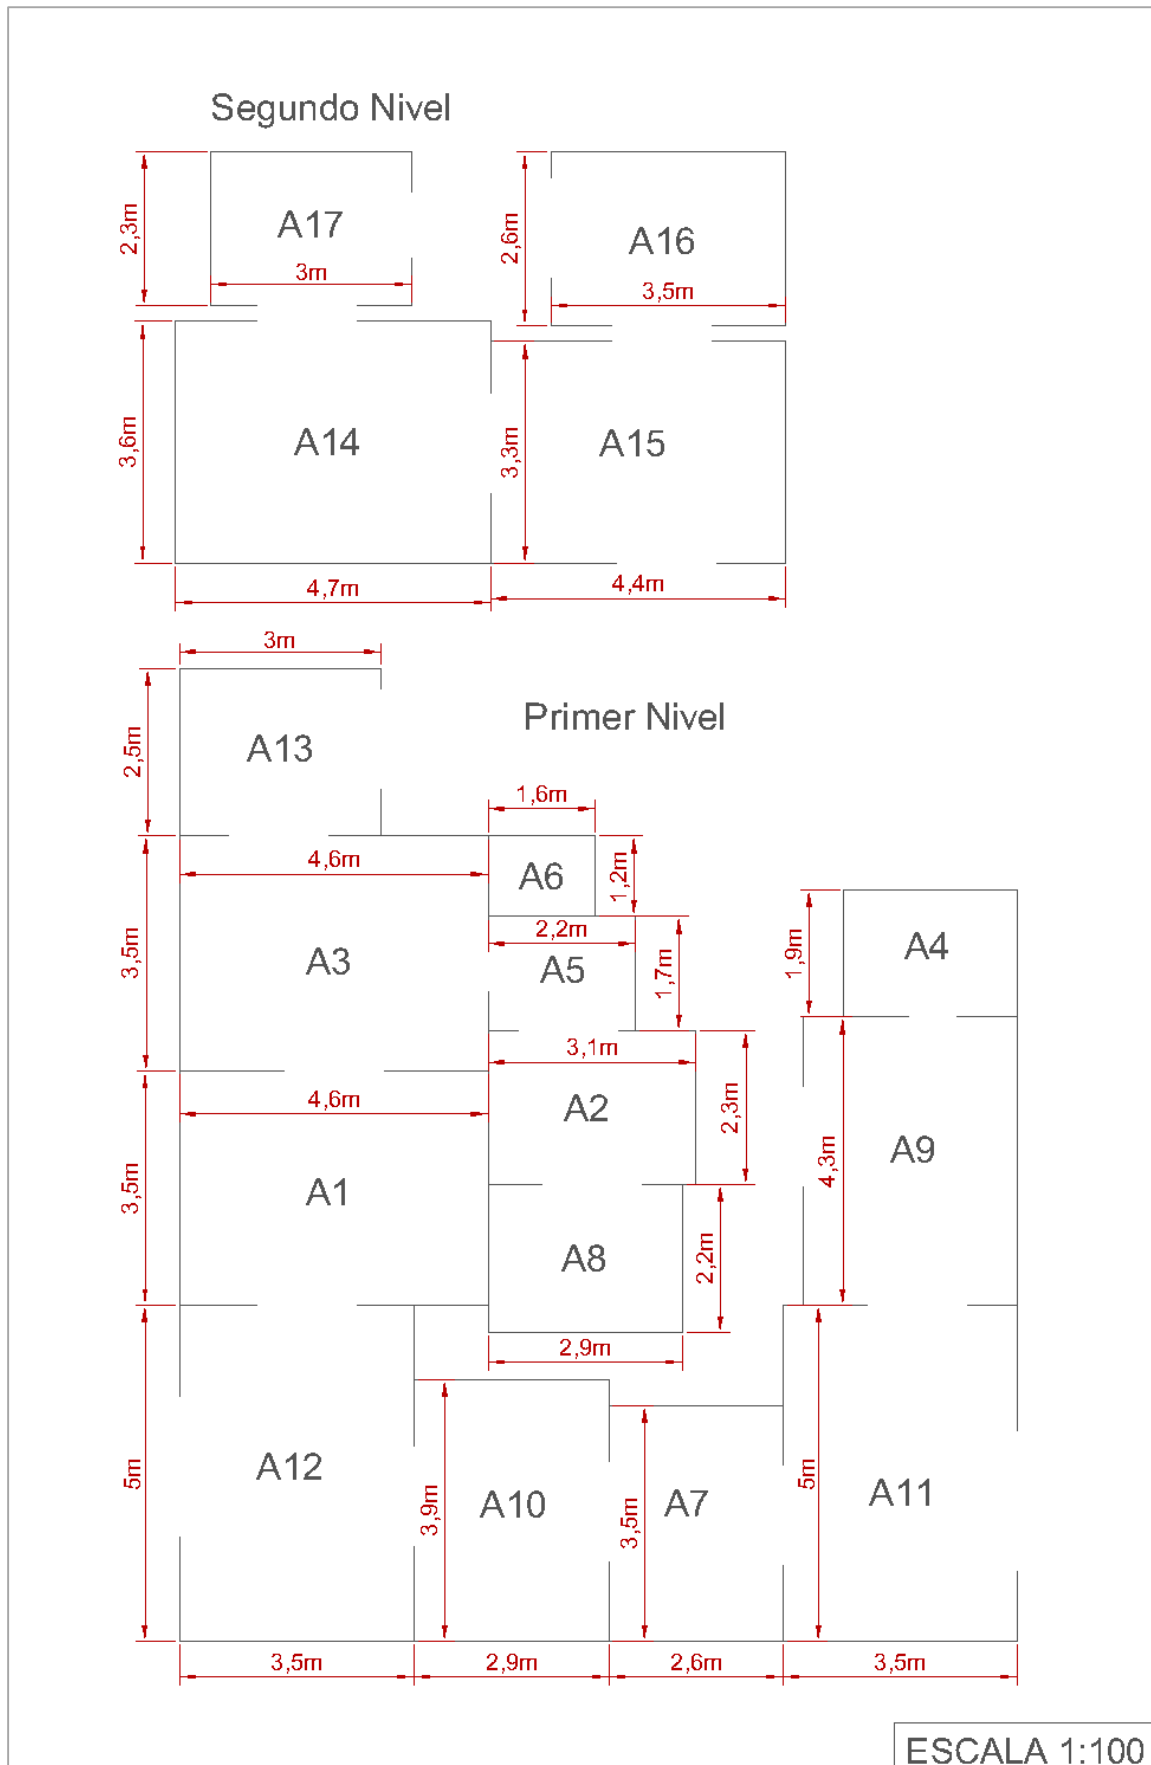 Segundo Nivel
2,3m
A17
3m
2,6m
A16
3,5m
3,6m
A14
3,3m
A15
4,7m
4,4m
3m
Primer Nivel
2,5m
A13
1,6m
4,6m
A6
1,2m
2,2m
3,5m
A3
A5
1,7m
1,9m
A4
3,1m
4,6m
A2
2,3m
3,5m
A1
4,3m
A9
A8
2,2m
2,9m
5m
A12
3,9m
A10
3,5m
A7
5m
A11
3,5m
2,9m
2,6m
3,5m
ESCALA 1:100